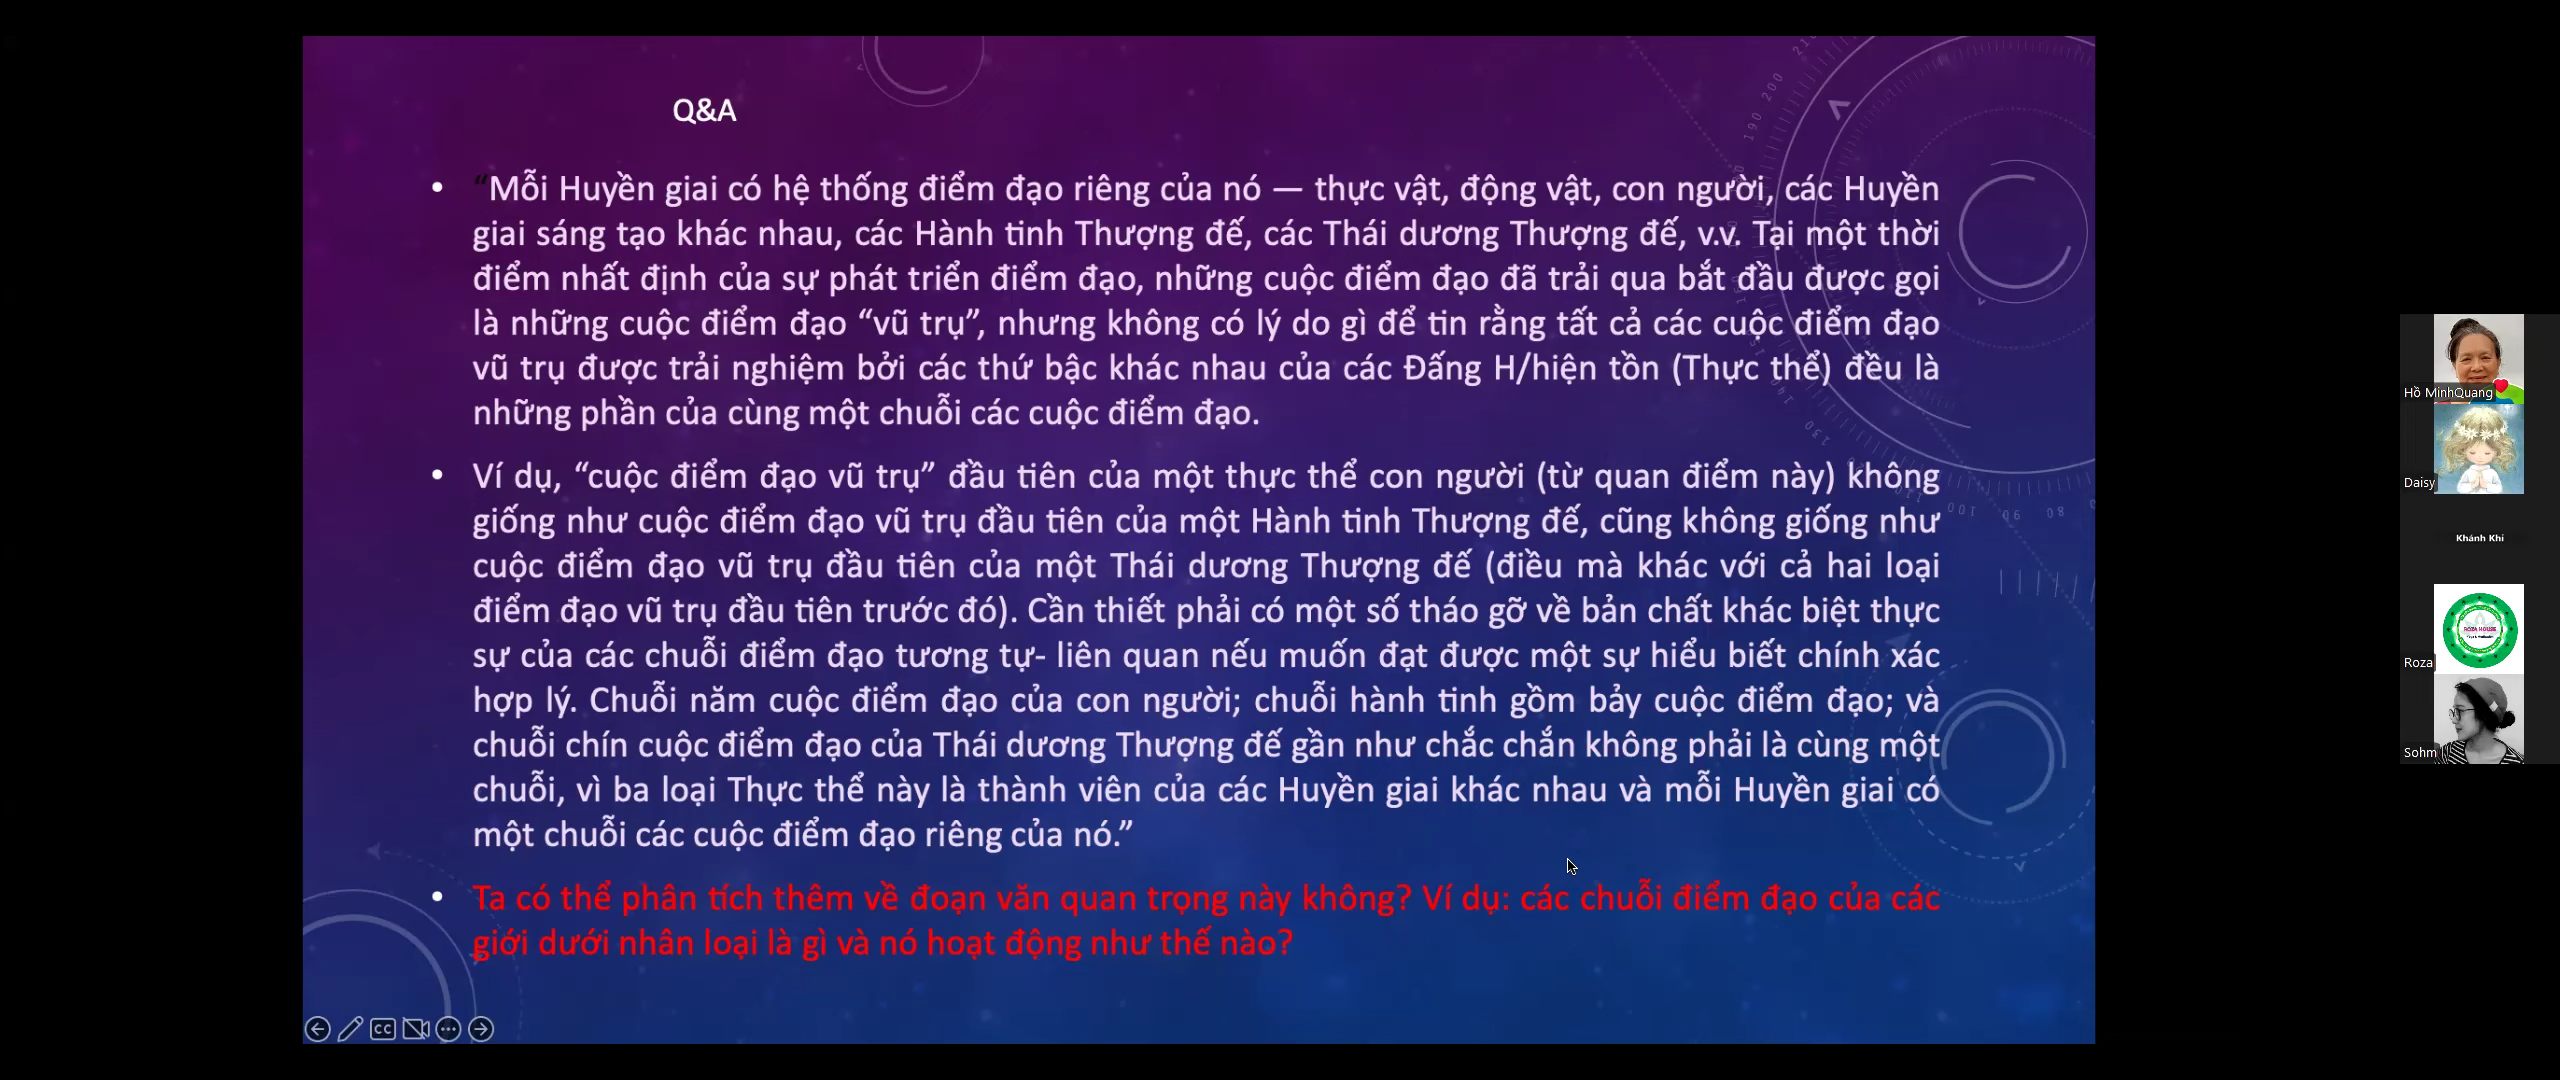 Q&A
• “Mỗi Huyền giai có hệ thống điểm đạo riêng của nó — thực vật, động vật, con người, các Huyền
giai sáng tạo khác nhau, các Hành tinh Thượng đế, các Thái dương Thượng đế, v.v. Tại một thời
điểm nhất định của sự phát triển điểm đạo, những cuộc điểm đạo đã trải qua bắt đầu được gọi
là những cuộc điểm đạo “vũ trụ”, nhưng không có lý do gì để tin rằng tất cả các cuộc điểm đạo
vũ trụ được trải nghiệm bởi các thứ bậc khác nhau của các Đấng H/hiện tồn (Thực thể) đều là
những phần của cùng một chuỗi các cuộc điểm đạo.
• Ví dụ, “cuộc điểm đạo vũ trụ” đầu tiên của một thực thể con người (từ quan điểm này) không
giống như cuộc điểm đạo vũ trụ đầu tiên của một Hành tinh Thượng đế, cũng không giống như
cuộc điểm đạo vũ trụ đầu tiên của một Thái dương Thượng đế (điều mà khác với cả hai loại
điểm đạo vũ trụ đầu tiên trước đó). Cần thiết phải có một số tháo gỡ về bản chất khác biệt thực
sự của các chuỗi điểm đạo tương tự- liên quan nếu muốn đạt được một sự hiểu biết chính xác
hợp lý. Chuỗi năm cuộc điểm đạo của con người; chuỗi hành tinh gồm bảy cuộc điểm đạo; và
chuỗi chín cuộc điểm đạo của Thái dương Thượng đế gần như chắc chắn không phải là cùng một
chuỗi, vì ba loại Thực thể này là thành viên của các Huyền giai khác nhau và mỗi Huyền giai có
một chuỗi các cuộc điểm đạo riêng của nó.”
• Ta có thể phân tích thêm về đoạn văn quan trọng này không? Ví dụ: các chuỗi điểm đạo của các
giới dưới nhân loại là gì và nó hoạt động như thế nào?
CC
Hồ MinhQuang
Daisy
Khánh Khi
ROZA HOUSE
Roza
Sohm
210
200
190
130
100
90
80